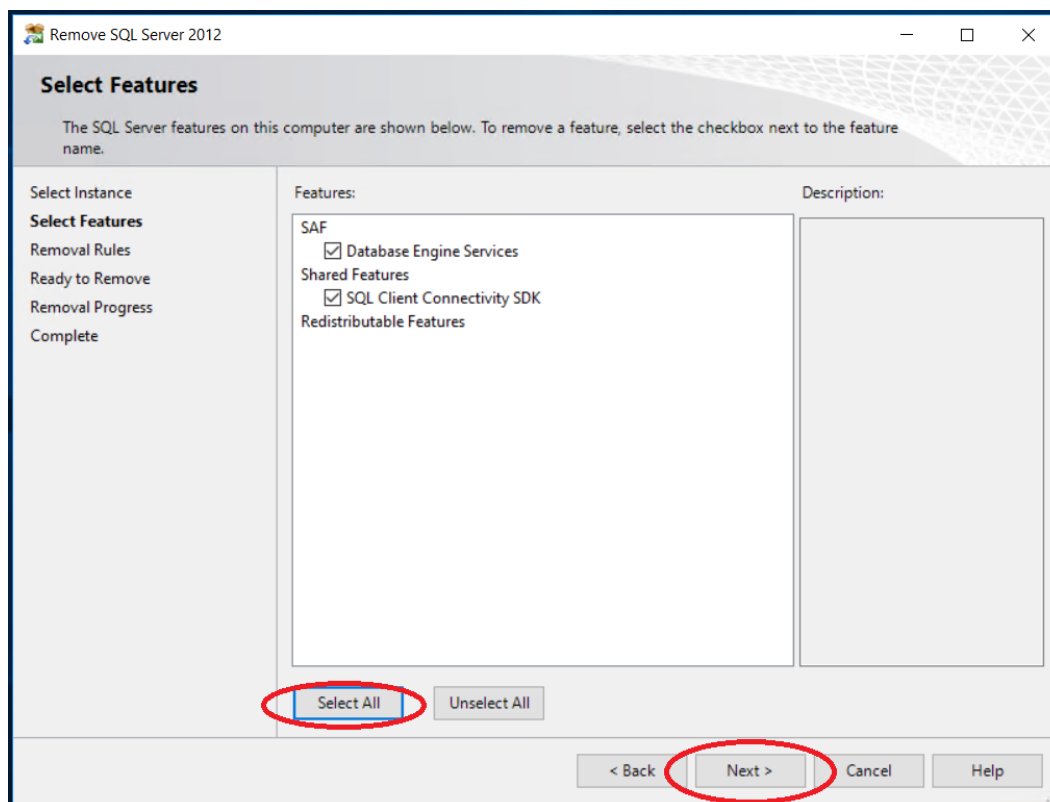 Remove SQL Server 2012
Select Features
The SQL Server features on this computer are shown below. To remove a feature, select the checkbox next to the feature
name.
Select Instance
Select Features
Removal Rules
Ready to Remove
Removal Progress
Complete
Features:
SAF
Database Engine Services
Shared Features
SQL Client Connectivity SDK
Redistributable Features
Description:
Select All
Unselect All
< Back
Next >
Cancel
Help